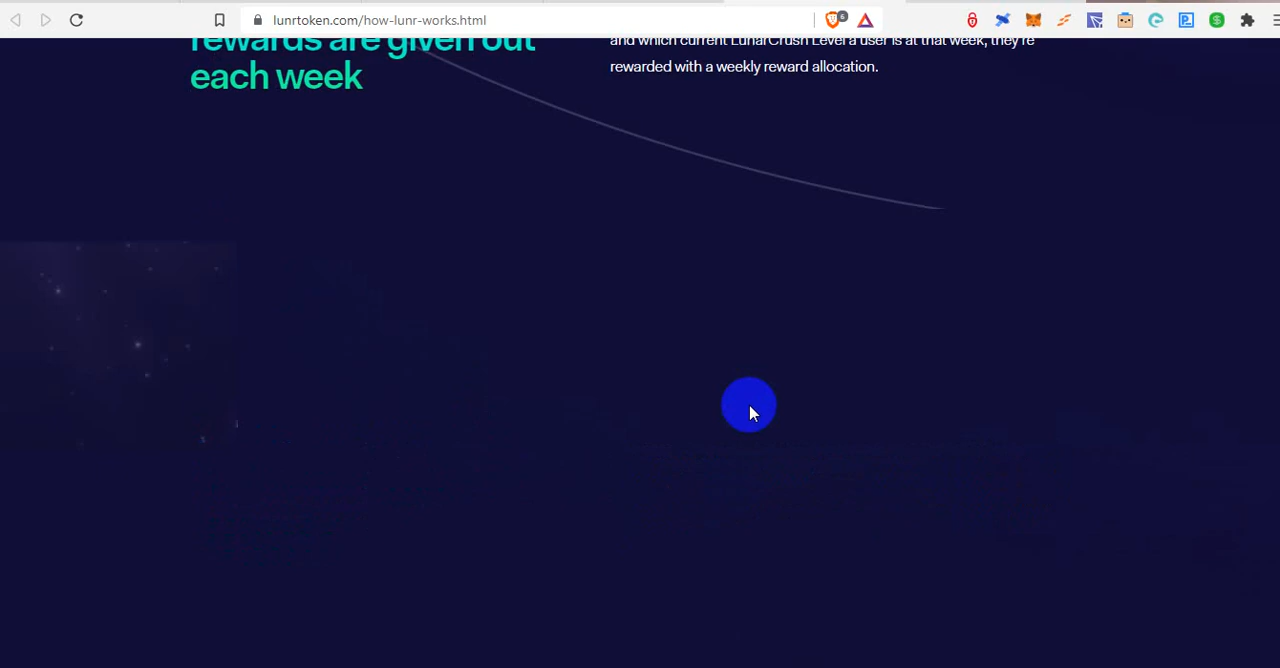 lunrtoken.com/how-lunr-works.html
6
rewards are given out
each week
and which current LunarCrush Level a user is at that week, they're
rewarded with a weekly reward allocation.